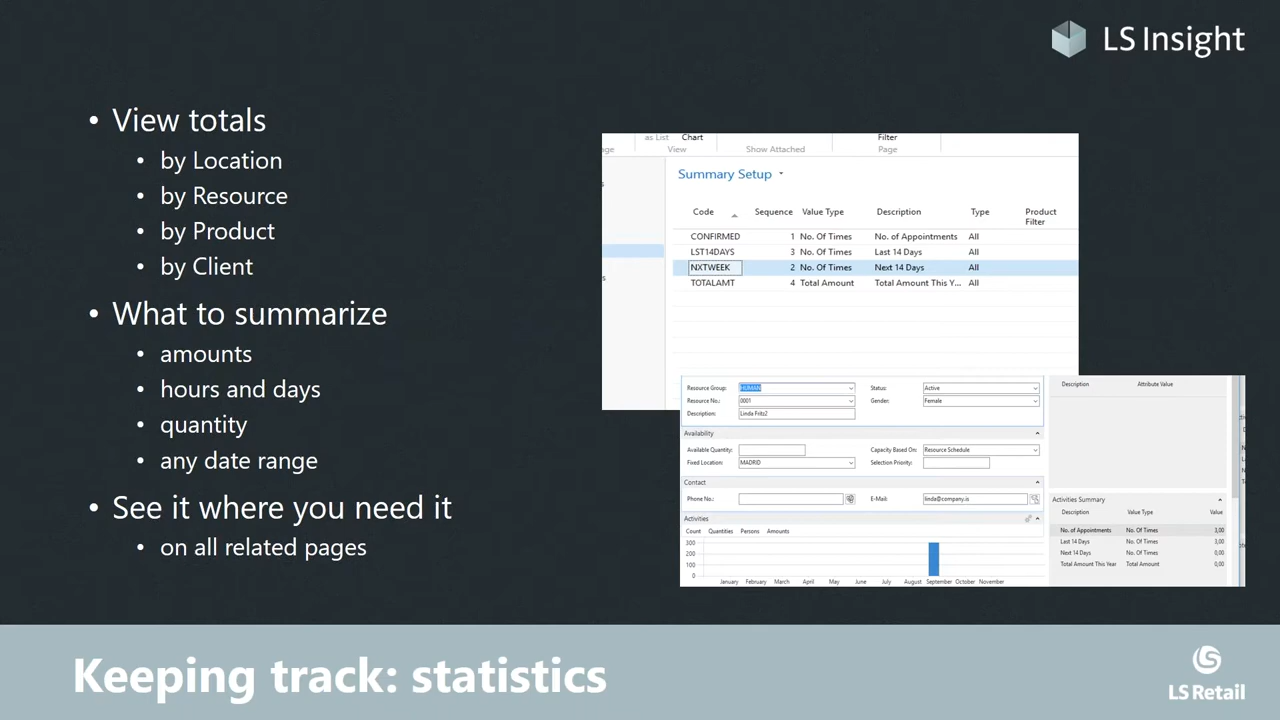 LS Insight
• View totals
• by Location
• by Resource
• by Product
• by Client
• What to summarize
• amounts
• hours and days
• quantity
• any date range
• See it where you need it
• on all related pages
as List Chart Filter
View Show Attached Page
Summary Setup
Code Sequence Value Type Description Type Product Filter
CONFIRMED 1 No. Of Times No. of Appointments All
LST14DAYS 3 No. Of Times Last 14 Days All
NXTWEEK 2 No. Of Times Next 14 Days All
TOTALAMT 4 Total Amount Total Amount This Y... All
Resource Group: HUMAN Status: Active
Resource No.: 0001 Gender: Female
Description: Linda Fritz2
Availability
Available Quantity: Capacity Based On: Resource Schedule
Fixed Location: MADRID Selection Priority:
Contact
Phone No.: E-Mail: linda@company.is
Activities
Count Quantities Persons Amounts
300
200
100
0
January February March April May June July August September October November
Description Attribute Value
Activities Summary
Description Value Type Value
No. of Appointments No. Of Times 3,00
Last 14 Days No. Of Times 3,00
Next 14 Days No. Of Times 0,00
Total Amount This Year Total Amount 0,00
Keeping track: statistics
LS Retail